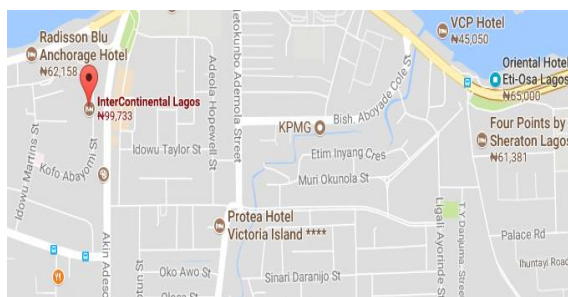 Radisson Blu
Anchorage Hotel
₦62,158
InterContinental Lagos
₦99,733
Idowu Martins St
Kofo Abayomi St
Idowu Taylor St
Adeola Hopewell St
Adetokunbo Ademola Street
KPMG
Bish. Aboyade Cole St
Etim Inyang Cres
Muri Okunola St
VCP Hotel
₦45,050
Oriental Hotel
Eti-Osa Lagos
₦65,000
Four Points by
Sheraton Lagos
₦61,381
Protea Hotel
Victoria Island ****
Akin Adeso
Oko Awo St
Sinari Daranijo St
Ligali Ayorinde St
T Y Danjuma Street
Palace Rd
Ihuntayi Road